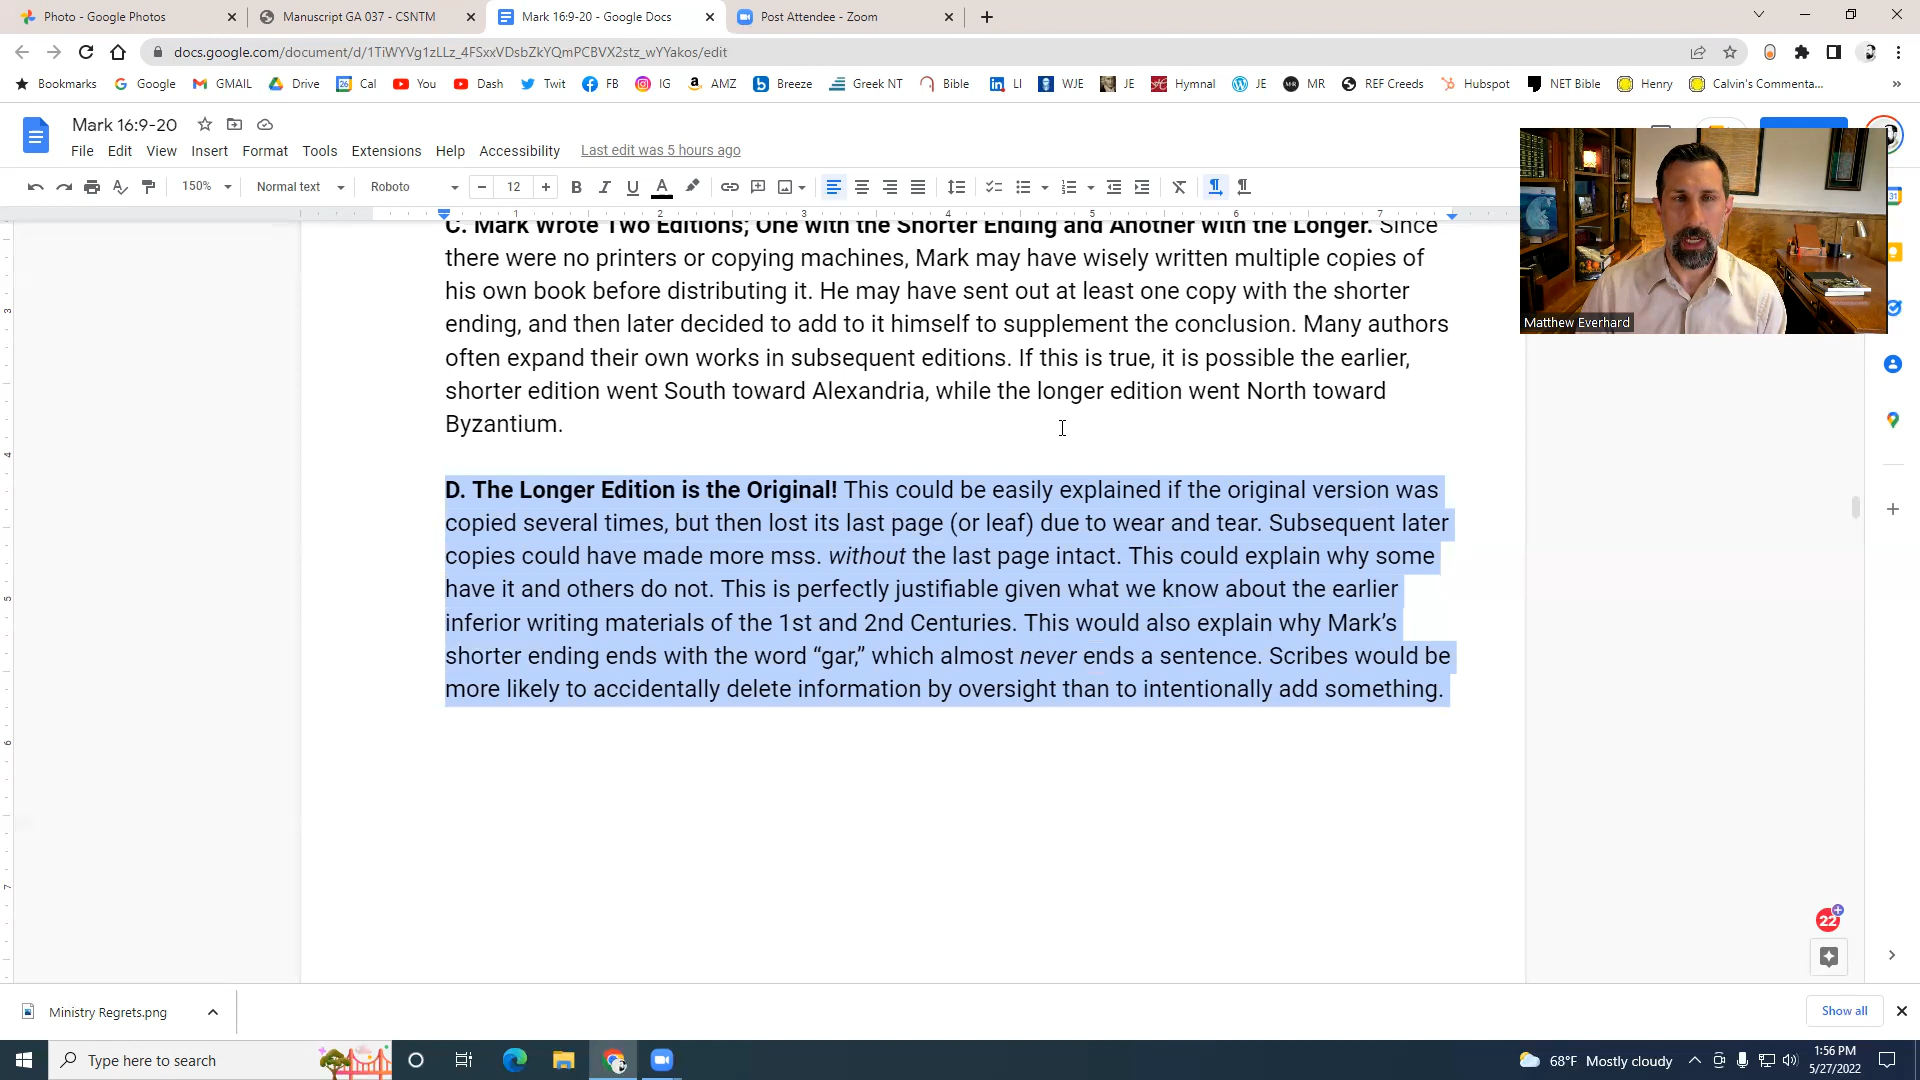 Photo - Google Photos
Manuscript GA 037 - CSNTM
Mark 16:9-20 - Google Docs
Post Attendee - Zoom
docs.google.com/document/d/1TiWYVg1zLLz_4FSxxVDsbZkYQmPCBVX2stz_wYYakos/edit
Bookmarks Google GMAIL Drive Cal You Dash Twit FB IG AMZ Breeze Greek NT Bible LI WJE JE Hymnal JE MR REF Creeds Hubspot NET Bible Henry Calvin's Commenta... »
Mark 16:9-20
File Edit View Insert Format Tools Extensions Help Accessibility Last edit was 5 hours ago
150% Normal text Roboto 12
1 2 3 4 5 6 7
C. Mark Wrote Two Editions; One with the Shorter Ending and Another with the Longer. Since
there were no printers or copying machines, Mark may have wisely written multiple copies of
his own book before distributing it. He may have sent out at least one copy with the shorter
ending, and then later decided to add to it himself to supplement the conclusion. Many authors
often expand their own works in subsequent editions. If this is true, it is possible the earlier,
shorter edition went South toward Alexandria, while the longer edition went North toward
Byzantium.
D. The Longer Edition is the Original! This could be easily explained if the original version was
copied several times, but then lost its last page (or leaf) due to wear and tear. Subsequent later
copies could have made more mss. without the last page intact. This could explain why some
have it and others do not. This is perfectly justifiable given what we know about the earlier
inferior writing materials of the 1st and 2nd Centuries. This would also explain why Mark's
shorter ending ends with the word “gar,” which almost never ends a sentence. Scribes would be
more likely to accidentally delete information by oversight than to intentionally add something.
3
4
5
6
7
Matthew Everhard
22
Ministry Regrets.png
Show all
Type here to search
68°F Mostly cloudy
1:56 PM
5/27/2022